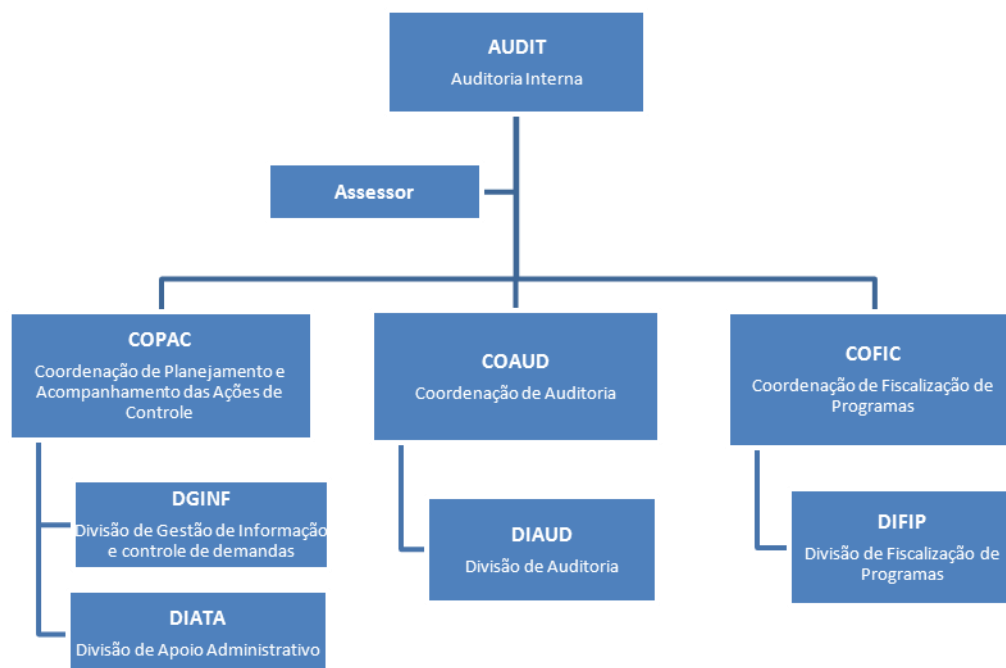 AUDIT
Auditoria Interna
Assessor
COPAC
Coordenação de Planejamento e
Acompanhamento das Ações de
Controle
COAUD
Coordenação de Auditoria
COFIC
Coordenação de Fiscalização de
Programas
DGINF
Divisão de Gestão de Informação
e controle de demandas
DIATA
Divisão de Apoio Administrativo
DIAUD
Divisão de Auditoria
DIFIP
Divisão de Fiscalização de
Programas